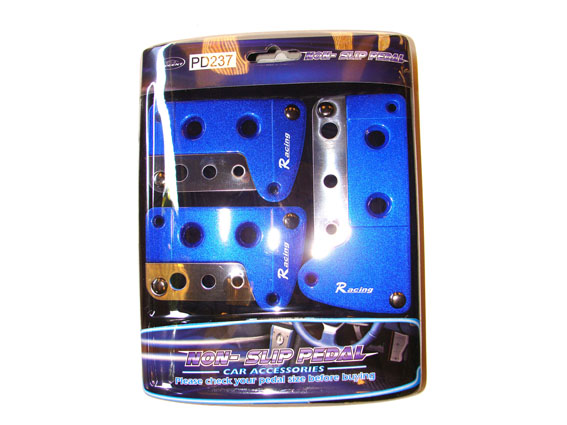 PD237
NON- SLIP PEDAL
Racing
Racing
Racing
NON- SLIP PEDAL
CAR ACCESSORIES
Please check your pedal size before buying